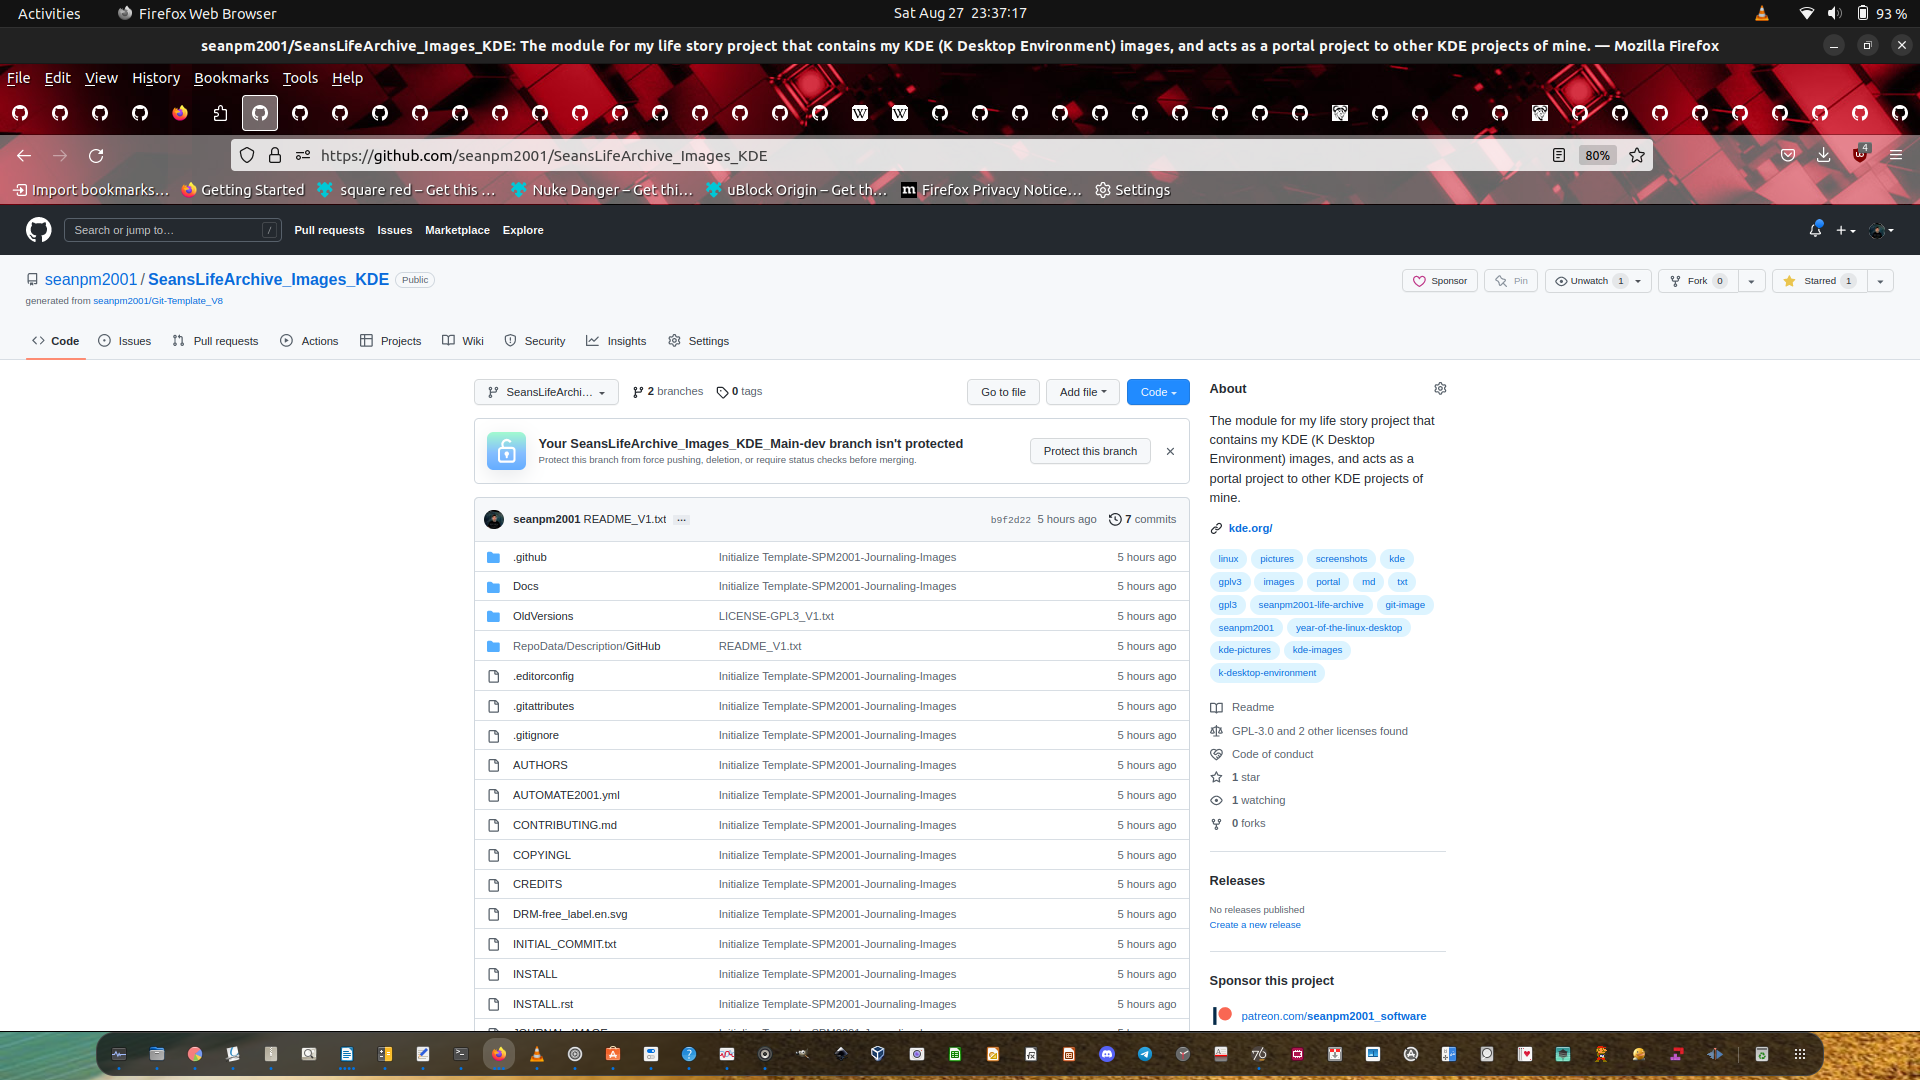 Activities
Firefox Web Browser
Sat Aug 27 23:37:17
93 %
seanpm2001/SeansLifeArchive_Images_KDE: The module for my life story project that contains my KDE (K Desktop Environment) images, and acts as a portal project to other KDE projects of mine. — Mozilla Firefox
File Edit View History Bookmarks Tools Help
https://github.com/seanpm2001/SeansLifeArchive_Images_KDE
80%
4
Import bookmarks…
Getting Started
square red – Get this …
Nuke Danger – Get thi…
uBlock Origin – Get th…
Firefox Privacy Notice…
Settings
Search or jump to…
/
Pull requests
Issues
Marketplace
Explore
seanpm2001 / SeansLifeArchive_Images_KDE
Public
generated from seanpm2001/Git-Template_V8
Sponsor
Pin
Unwatch 1
Fork 0
Starred 1
Code
Issues
Pull requests
Actions
Projects
Wiki
Security
Insights
Settings
SeansLifeArchi…
2 branches
0 tags
Go to file
Add file
Code
Your SeansLifeArchive_Images_KDE_Main-dev branch isn't protected
Protect this branch from force pushing, deletion, or require status checks before merging.
Protect this branch
seanpm2001 README_V1.txt …
b9f2d22 5 hours ago
7 commits
.github Initialize Template-SPM2001-Journaling-Images 5 hours ago
Docs Initialize Template-SPM2001-Journaling-Images 5 hours ago
OldVersions LICENSE-GPL3_V1.txt 5 hours ago
RepoData/Description/GitHub README_V1.txt 5 hours ago
.editorconfig Initialize Template-SPM2001-Journaling-Images 5 hours ago
.gitattributes Initialize Template-SPM2001-Journaling-Images 5 hours ago
.gitignore Initialize Template-SPM2001-Journaling-Images 5 hours ago
AUTHORS Initialize Template-SPM2001-Journaling-Images 5 hours ago
AUTOMATE2001.yml Initialize Template-SPM2001-Journaling-Images 5 hours ago
CONTRIBUTING.md Initialize Template-SPM2001-Journaling-Images 5 hours ago
COPYINGL Initialize Template-SPM2001-Journaling-Images 5 hours ago
CREDITS Initialize Template-SPM2001-Journaling-Images 5 hours ago
DRM-free_label.en.svg Initialize Template-SPM2001-Journaling-Images 5 hours ago
INITIAL_COMMIT.txt Initialize Template-SPM2001-Journaling-Images 5 hours ago
INSTALL Initialize Template-SPM2001-Journaling-Images 5 hours ago
INSTALL.rst Initialize Template-SPM2001-Journaling-Images 5 hours ago
About
The module for my life story project that
contains my KDE (K Desktop
Environment) images, and acts as a
portal project to other KDE projects of
mine.
kde.org/
linux pictures screenshots kde
gplv3 images portal md txt
gpl3 seanpm2001-life-archive git-image
seanpm2001 year-of-the-linux-desktop
kde-pictures kde-images
k-desktop-environment
Readme
GPL-3.0 and 2 other licenses found
Code of conduct
1 star
1 watching
0 forks
Releases
No releases published
Create a new release
Sponsor this project
patreon.com/seanpm2001_software